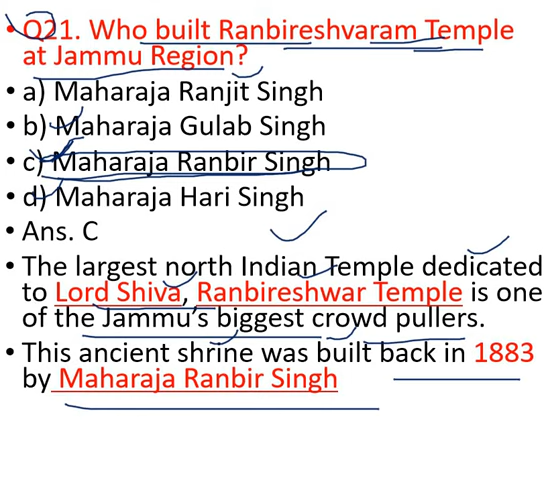 • Q21. Who built Ranbireshvaram Temple
at Jammu Region?
• a) Maharaja Ranjit Singh
• b) Maharaja Gulab Singh
• c) Maharaja Ranbir Singh
• d) Maharaja Hari Singh
• Ans. C
• The largest north Indian Temple dedicated
to Lord Shiva, Ranbireshwar Temple is one
of the Jammu’s biggest crowd pullers.
• This ancient shrine was built back in 1883
by Maharaja Ranbir Singh